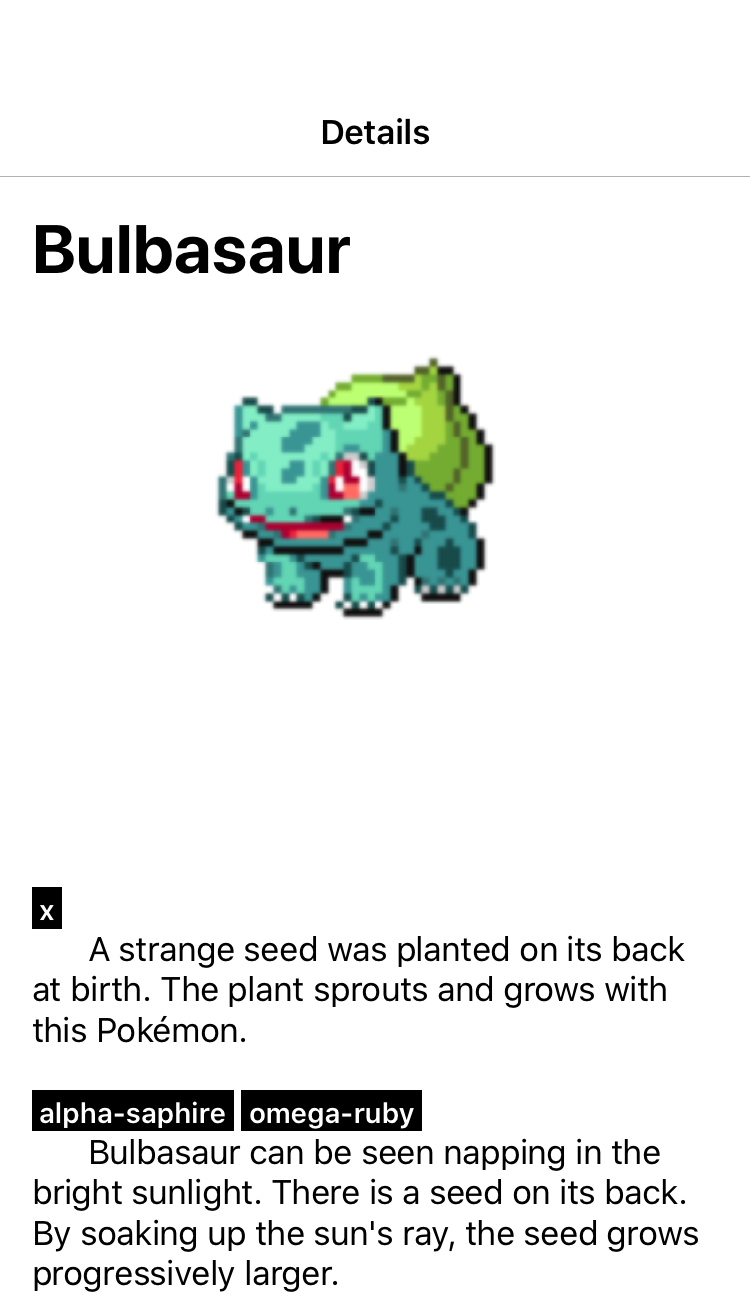 Details
Bulbasaur
x
A strange seed was planted on its back
at birth. The plant sprouts and grows with
this Pokémon.
alpha-saphire omega-ruby
Bulbasaur can be seen napping in the
bright sunlight. There is a seed on its back.
By soaking up the sun's ray, the seed grows
progressively larger.